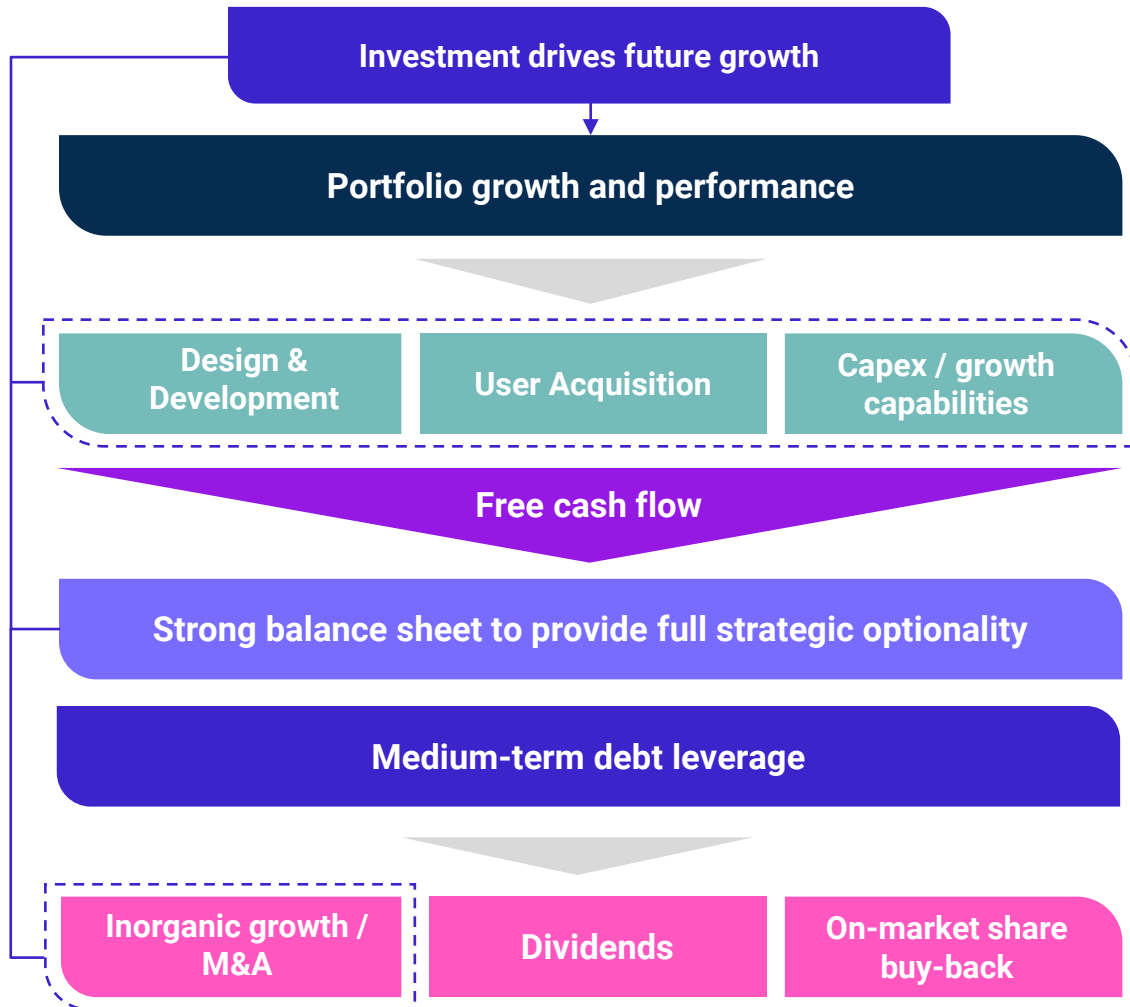 Investment drives future growth
Portfolio growth and performance
Design &
Development
User Acquisition
Capex / growth
capabilities
Free cash flow
Strong balance sheet to provide full strategic optionality
Medium-term debt leverage
Inorganic growth /
M&A
Dividends
On-market share
buy-back